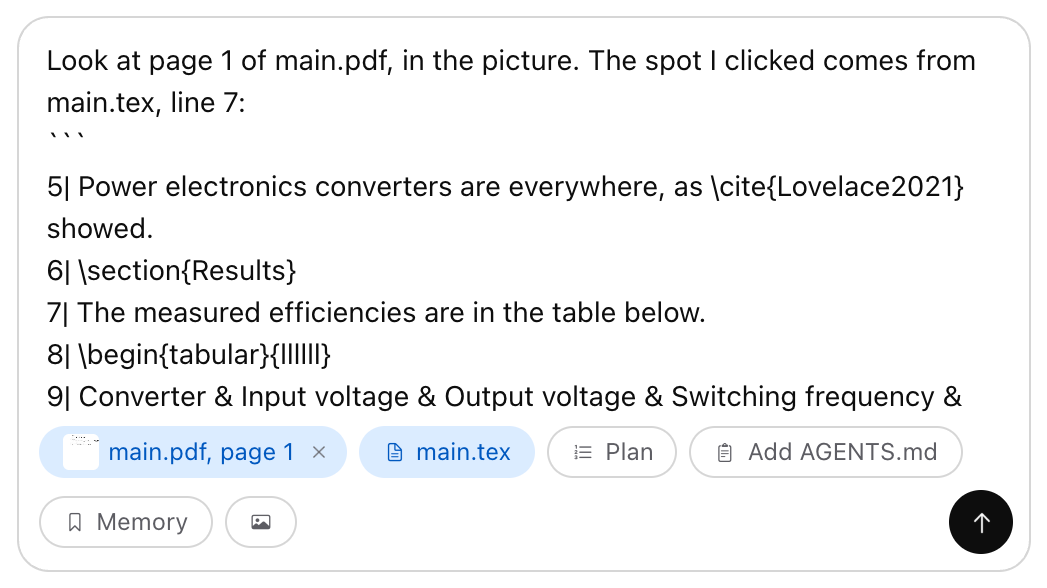 Look at page 1 of main.pdf, in the picture. The spot I clicked comes from
main.tex, line 7:
```
5| Power electronics converters are everywhere, as \cite{Lovelace2021}
showed.
6| \section{Results}
7| The measured efficiencies are in the table below.
8| \begin{tabular}{llllll}
9| Converter & Input voltage & Output voltage & Switching frequency &
main.pdf, page 1 ×
main.tex
Plan
Add AGENTS.md
Memory